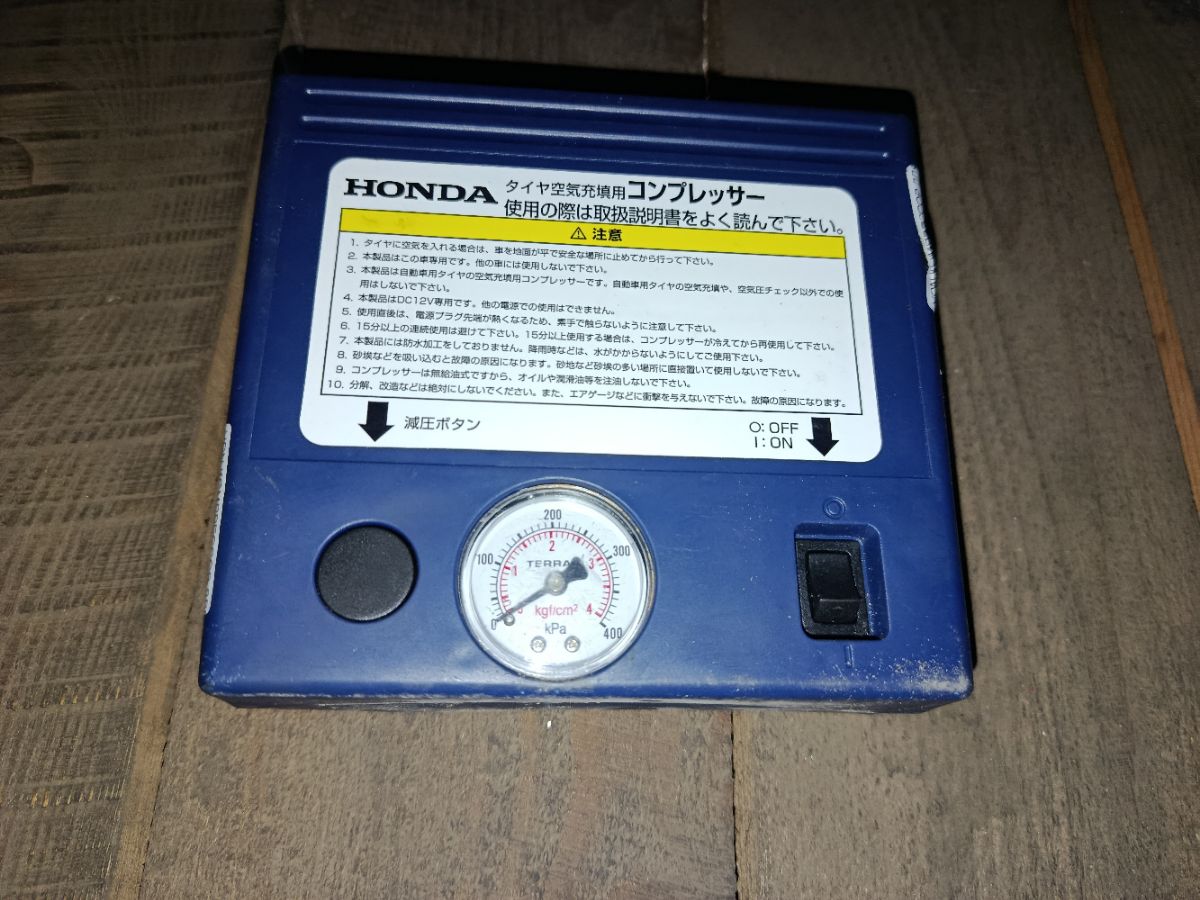 HONDA タイヤ空気充填用コンプレッサー
使用の際は取扱説明書をよく読んで下さい。
⚠ 注意
1. タイヤに空気を入れる場合は、車を地面が平で安全な場所に止めてから行って下さい。
2. 本製品はこの車専用です。他の車には使用しないで下さい。
3. 本製品は自動車用タイヤの空気充填用コンプレッサーです。自動車用タイヤの空気充填や、空気圧チェック以外での使
用はしないで下さい。
4. 本製品はDC12V専用です。他の電源での使用はできません。
5. 使用直後は、電源プラグ先端が熱くなるため、素手で触らないように注意して下さい。
6. 15分以上の連続使用は避けて下さい。15分以上使用する場合は、コンプレッサーが冷えてから再使用して下さい。
7. 本製品には防水加工をしておりません。降雨時などは、水がかからないようにしてご使用下さい。
8. 砂埃などを吸い込むと故障の原因になります。砂地など砂埃の多い場所に直接置いて使用しないで下さい。
9. コンプレッサーは無給油式ですから、オイルや潤滑油等を注油しないで下さい。
10. 分解、改造などは絶対にしないでください。また、エアゲージなどに衝撃を与えないで下さい。故障の原因になります。
減圧ボタン
O: OFF
I : ON
0 100 200 300 400
1 2 3 4
kgf/cm²
kPa
O
I